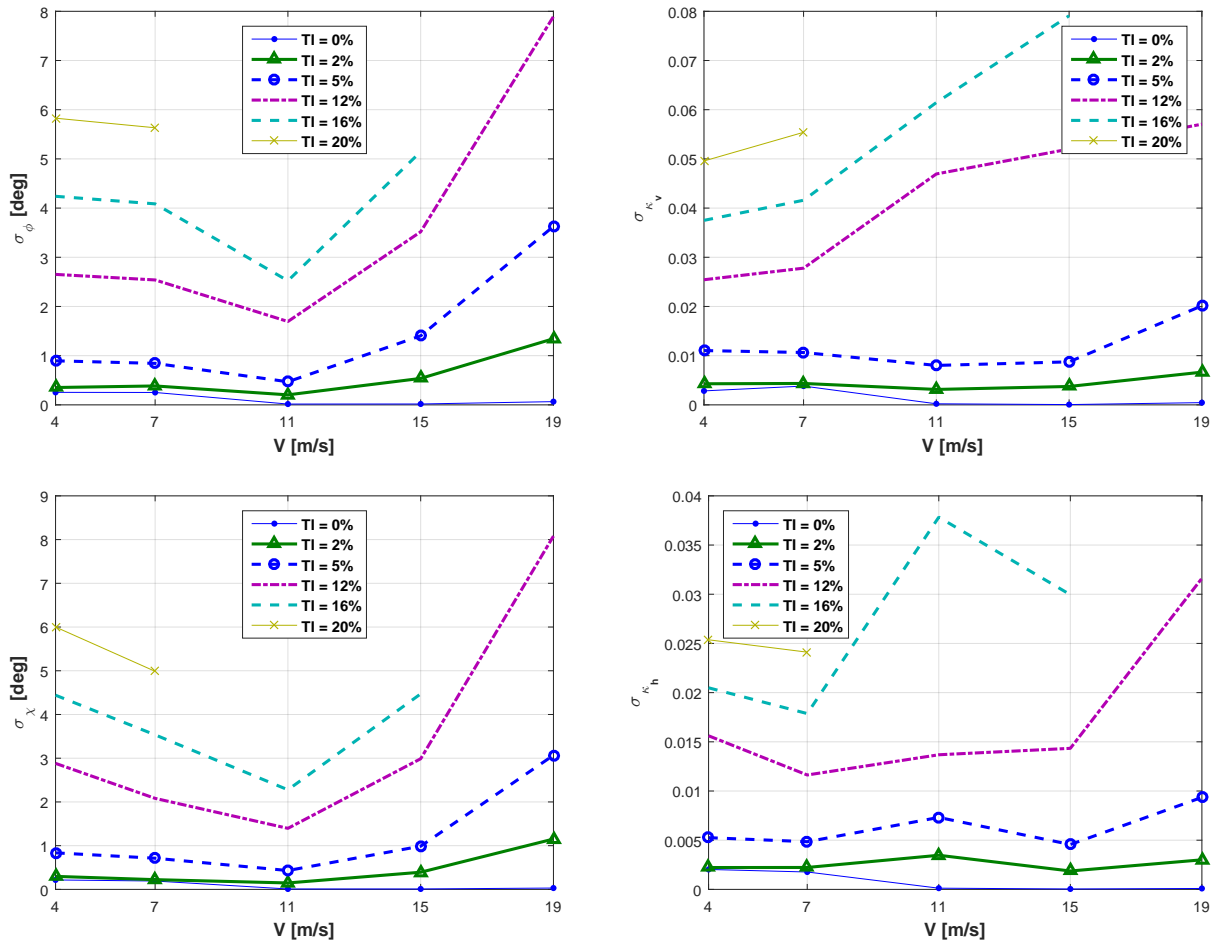 8
7
6
5
4
3
2
1
0
4
7
11
15
19
V [m/s]
σϕ [deg]
TI = 0%
TI = 2%
TI = 5%
TI = 12%
TI = 16%
TI = 20%
0.08
0.07
0.06
0.05
0.04
0.03
0.02
0.01
0
4
7
11
15
19
V [m/s]
σκv
TI = 0%
TI = 2%
TI = 5%
TI = 12%
TI = 16%
TI = 20%
9
8
7
6
5
4
3
2
1
0
4
7
11
15
19
V [m/s]
σχ [deg]
TI = 0%
TI = 2%
TI = 5%
TI = 12%
TI = 16%
TI = 20%
0.04
0.035
0.03
0.025
0.02
0.015
0.01
0.005
0
4
7
11
15
19
V [m/s]
σκh
TI = 0%
TI = 2%
TI = 5%
TI = 12%
TI = 16%
TI = 20%